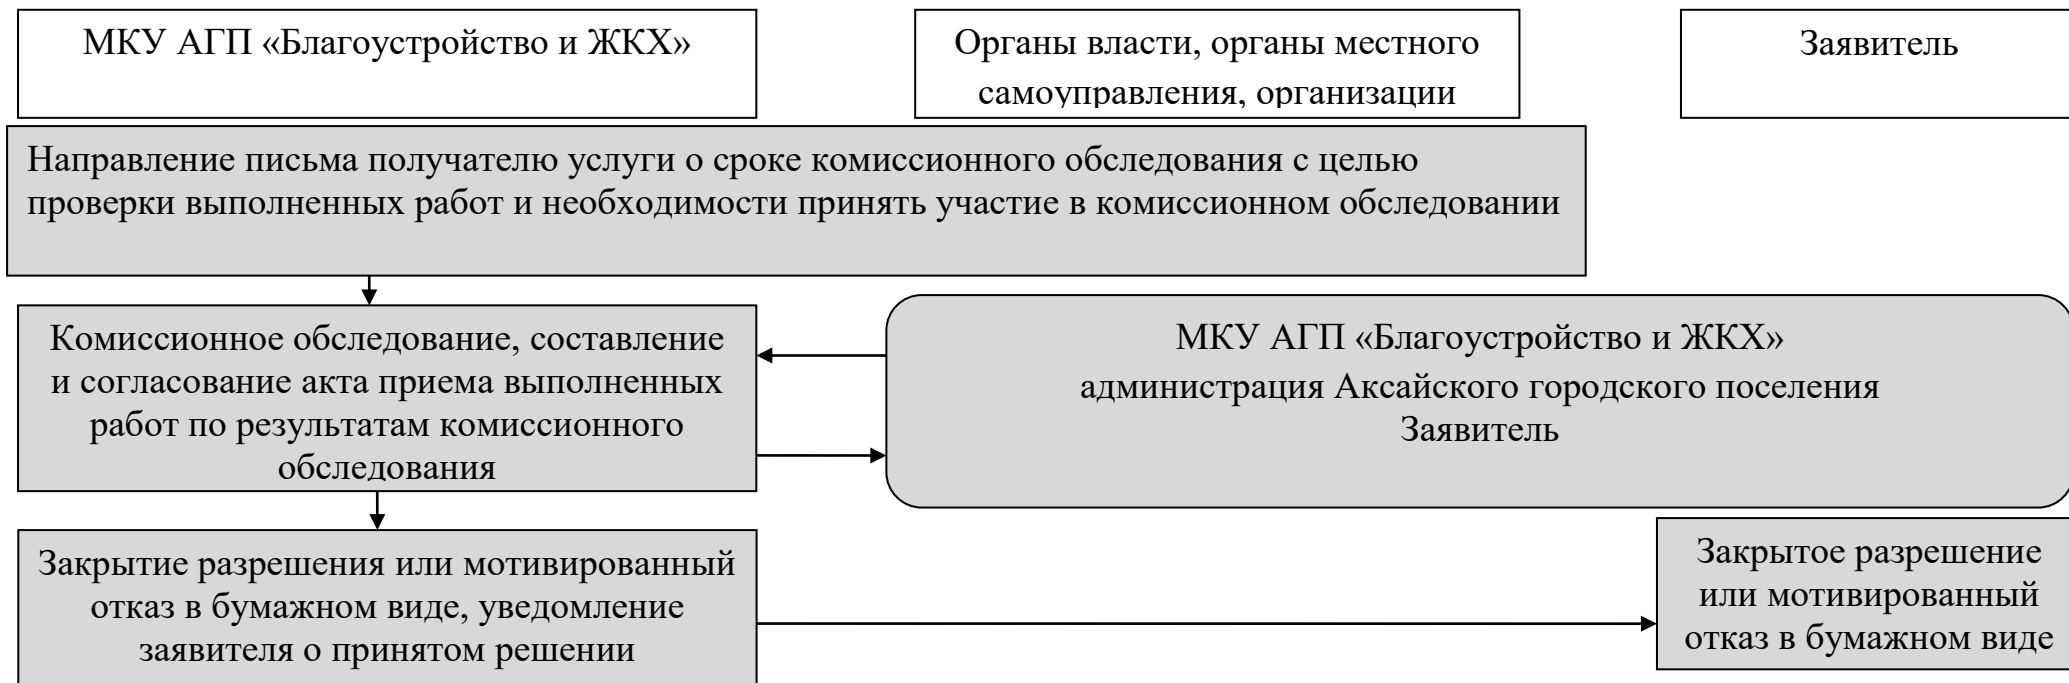 МКУ АГП «Благоустройство и ЖКХ»
Органы власти, органы местного
самоуправления, организации
Заявитель
Направление письма получателю услуги о сроке комиссионного обследования с целью
проверки выполненных работ и необходимости принять участие в комиссионном обследовании
Комиссионное обследование, составление
и согласование акта приема выполненных
работ по результатам комиссионного
обследования
МКУ АГП «Благоустройство и ЖКХ»
администрация Аксайского городского поселения
Заявитель
Закрытие разрешения или мотивированный
отказ в бумажном виде, уведомление
заявителя о принятом решении
Закрытое разрешение
или мотивированный
отказ в бумажном виде